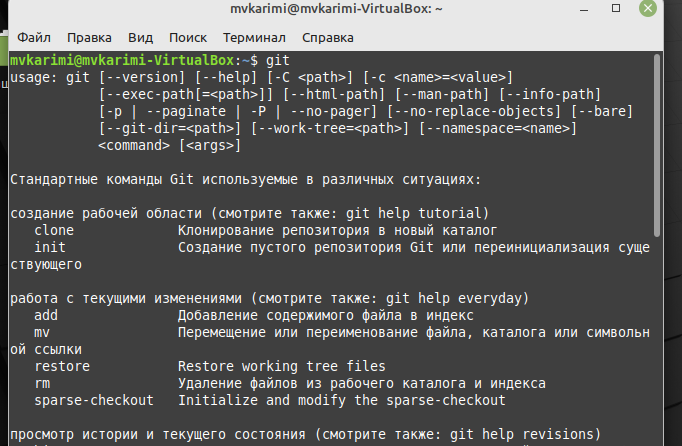 mvkarimi@mvkarimi-VirtualBox: ~
Файл Правка Вид Поиск Терминал Справка
mvkarimi@mvkarimi-VirtualBox:~$ git
usage: git [--version] [--help] [-C <path>] [-c <name>=<value>]
           [--exec-path[=<path>]] [--html-path] [--man-path] [--info-path]
           [-p | --paginate | -P | --no-pager] [--no-replace-objects] [--bare]
           [--git-dir=<path>] [--work-tree=<path>] [--namespace=<name>]
           <command> [<args>]
Стандартные команды Git используемые в различных ситуациях:
создание рабочей области (смотрите также: git help tutorial)
   clone             Клонирование репозитория в новый каталог
   init              Создание пустого репозитория Git или переинициализация суще
ствующего
работа с текущими изменениями (смотрите также: git help everyday)
   add               Добавление содержимого файла в индекс
   mv                Перемещение или переименование файла, каталога или символьн
ой ссылки
   restore           Restore working tree files
   rm                Удаление файлов из рабочего каталога и индекса
   sparse-checkout   Initialize and modify the sparse-checkout
просмотр истории и текущего состояния (смотрите также: git help revisions)